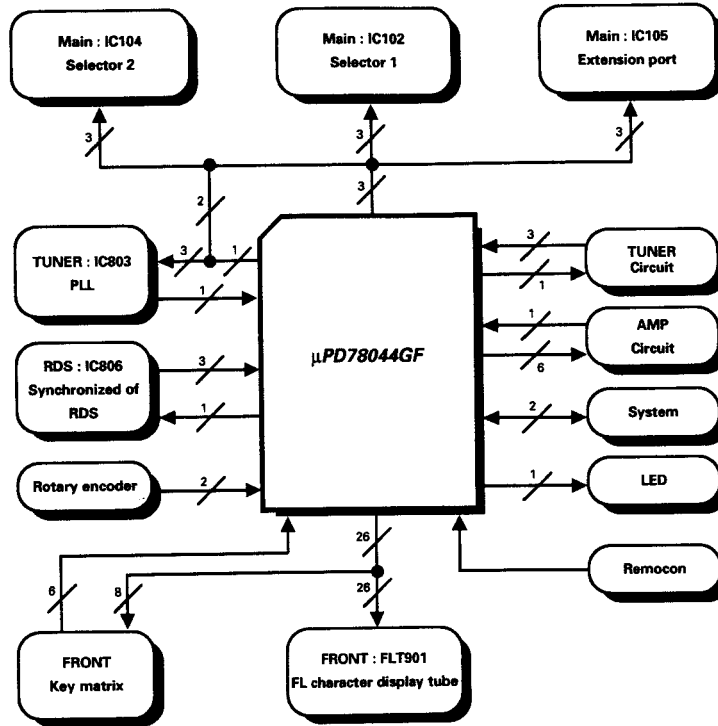 Main : IC104
Selector 2
Main : IC102
Selector 1
Main : IC105
Extension port
3
3
3
2
3
3
1
3
TUNER : IC803
PLL
1
1
TUNER
Circuit
µPD78044GF
1
AMP
Circuit
6
RDS : IC806
Synchronized of
RDS
3
1
2
System
Rotary encoder
2
1
LED
26
Remocon
6
8
26
FRONT
Key matrix
FRONT : FLT901
FL character display tube